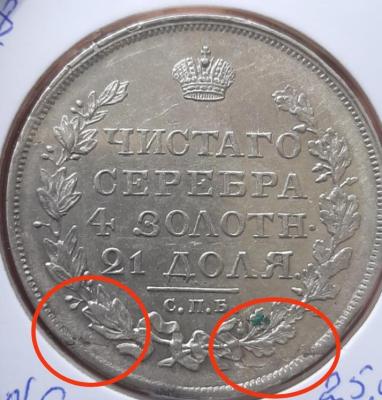 ЧИСТАГО
СЕРЕБРА
4 ЗОЛОТН.
21 ДОЛЯ
С.П.Б